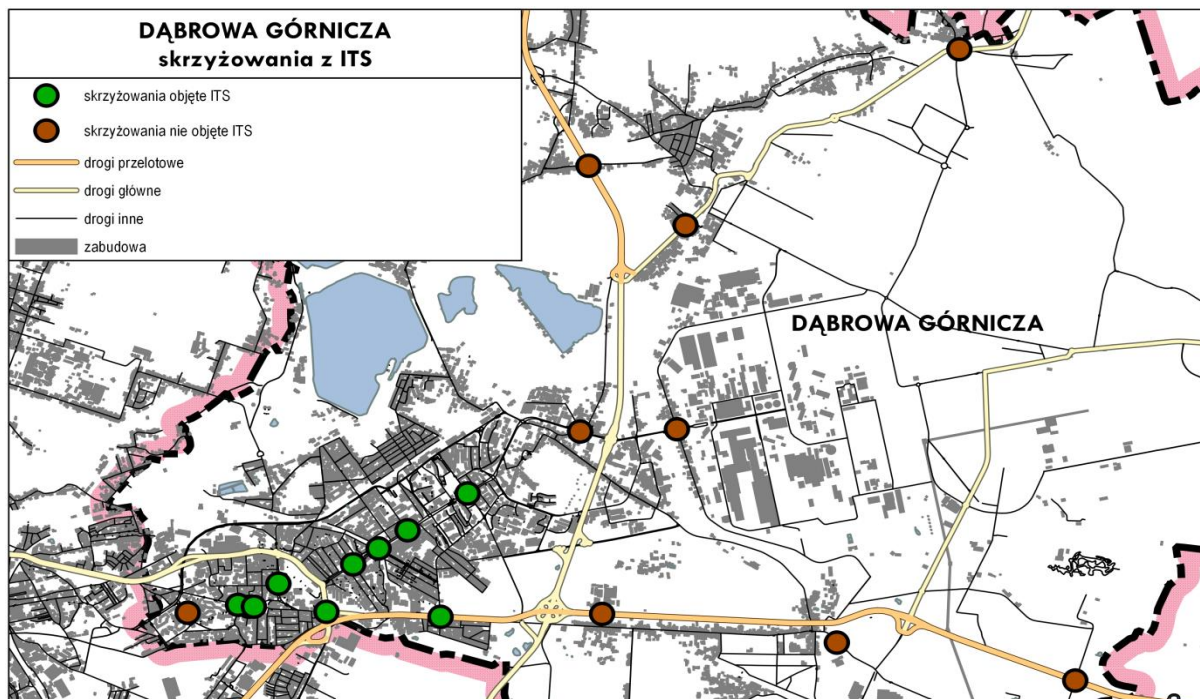 DĄBROWA GÓRNICZA
skrzyżowania z ITS
skrzyżowania objęte ITS
skrzyżowania nie objęte ITS
drogi przelotowe
drogi główne
drogi inne
zabudowa
DĄBROWA GÓRNICZA